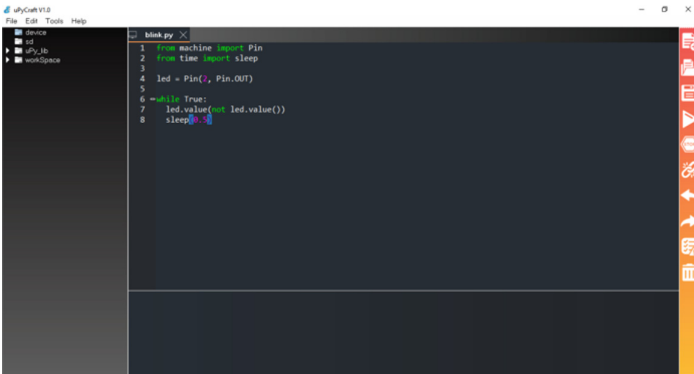 uPyCraft V1.0
File Edit Tools Help
device
sd
uPy_lib
workSpace
blink.py
1 from machine import Pin
2 from time import sleep
3
4 led = Pin(2, Pin.OUT)
5
6 while True:
7 led.value(not led.value())
8 sleep(0.5)